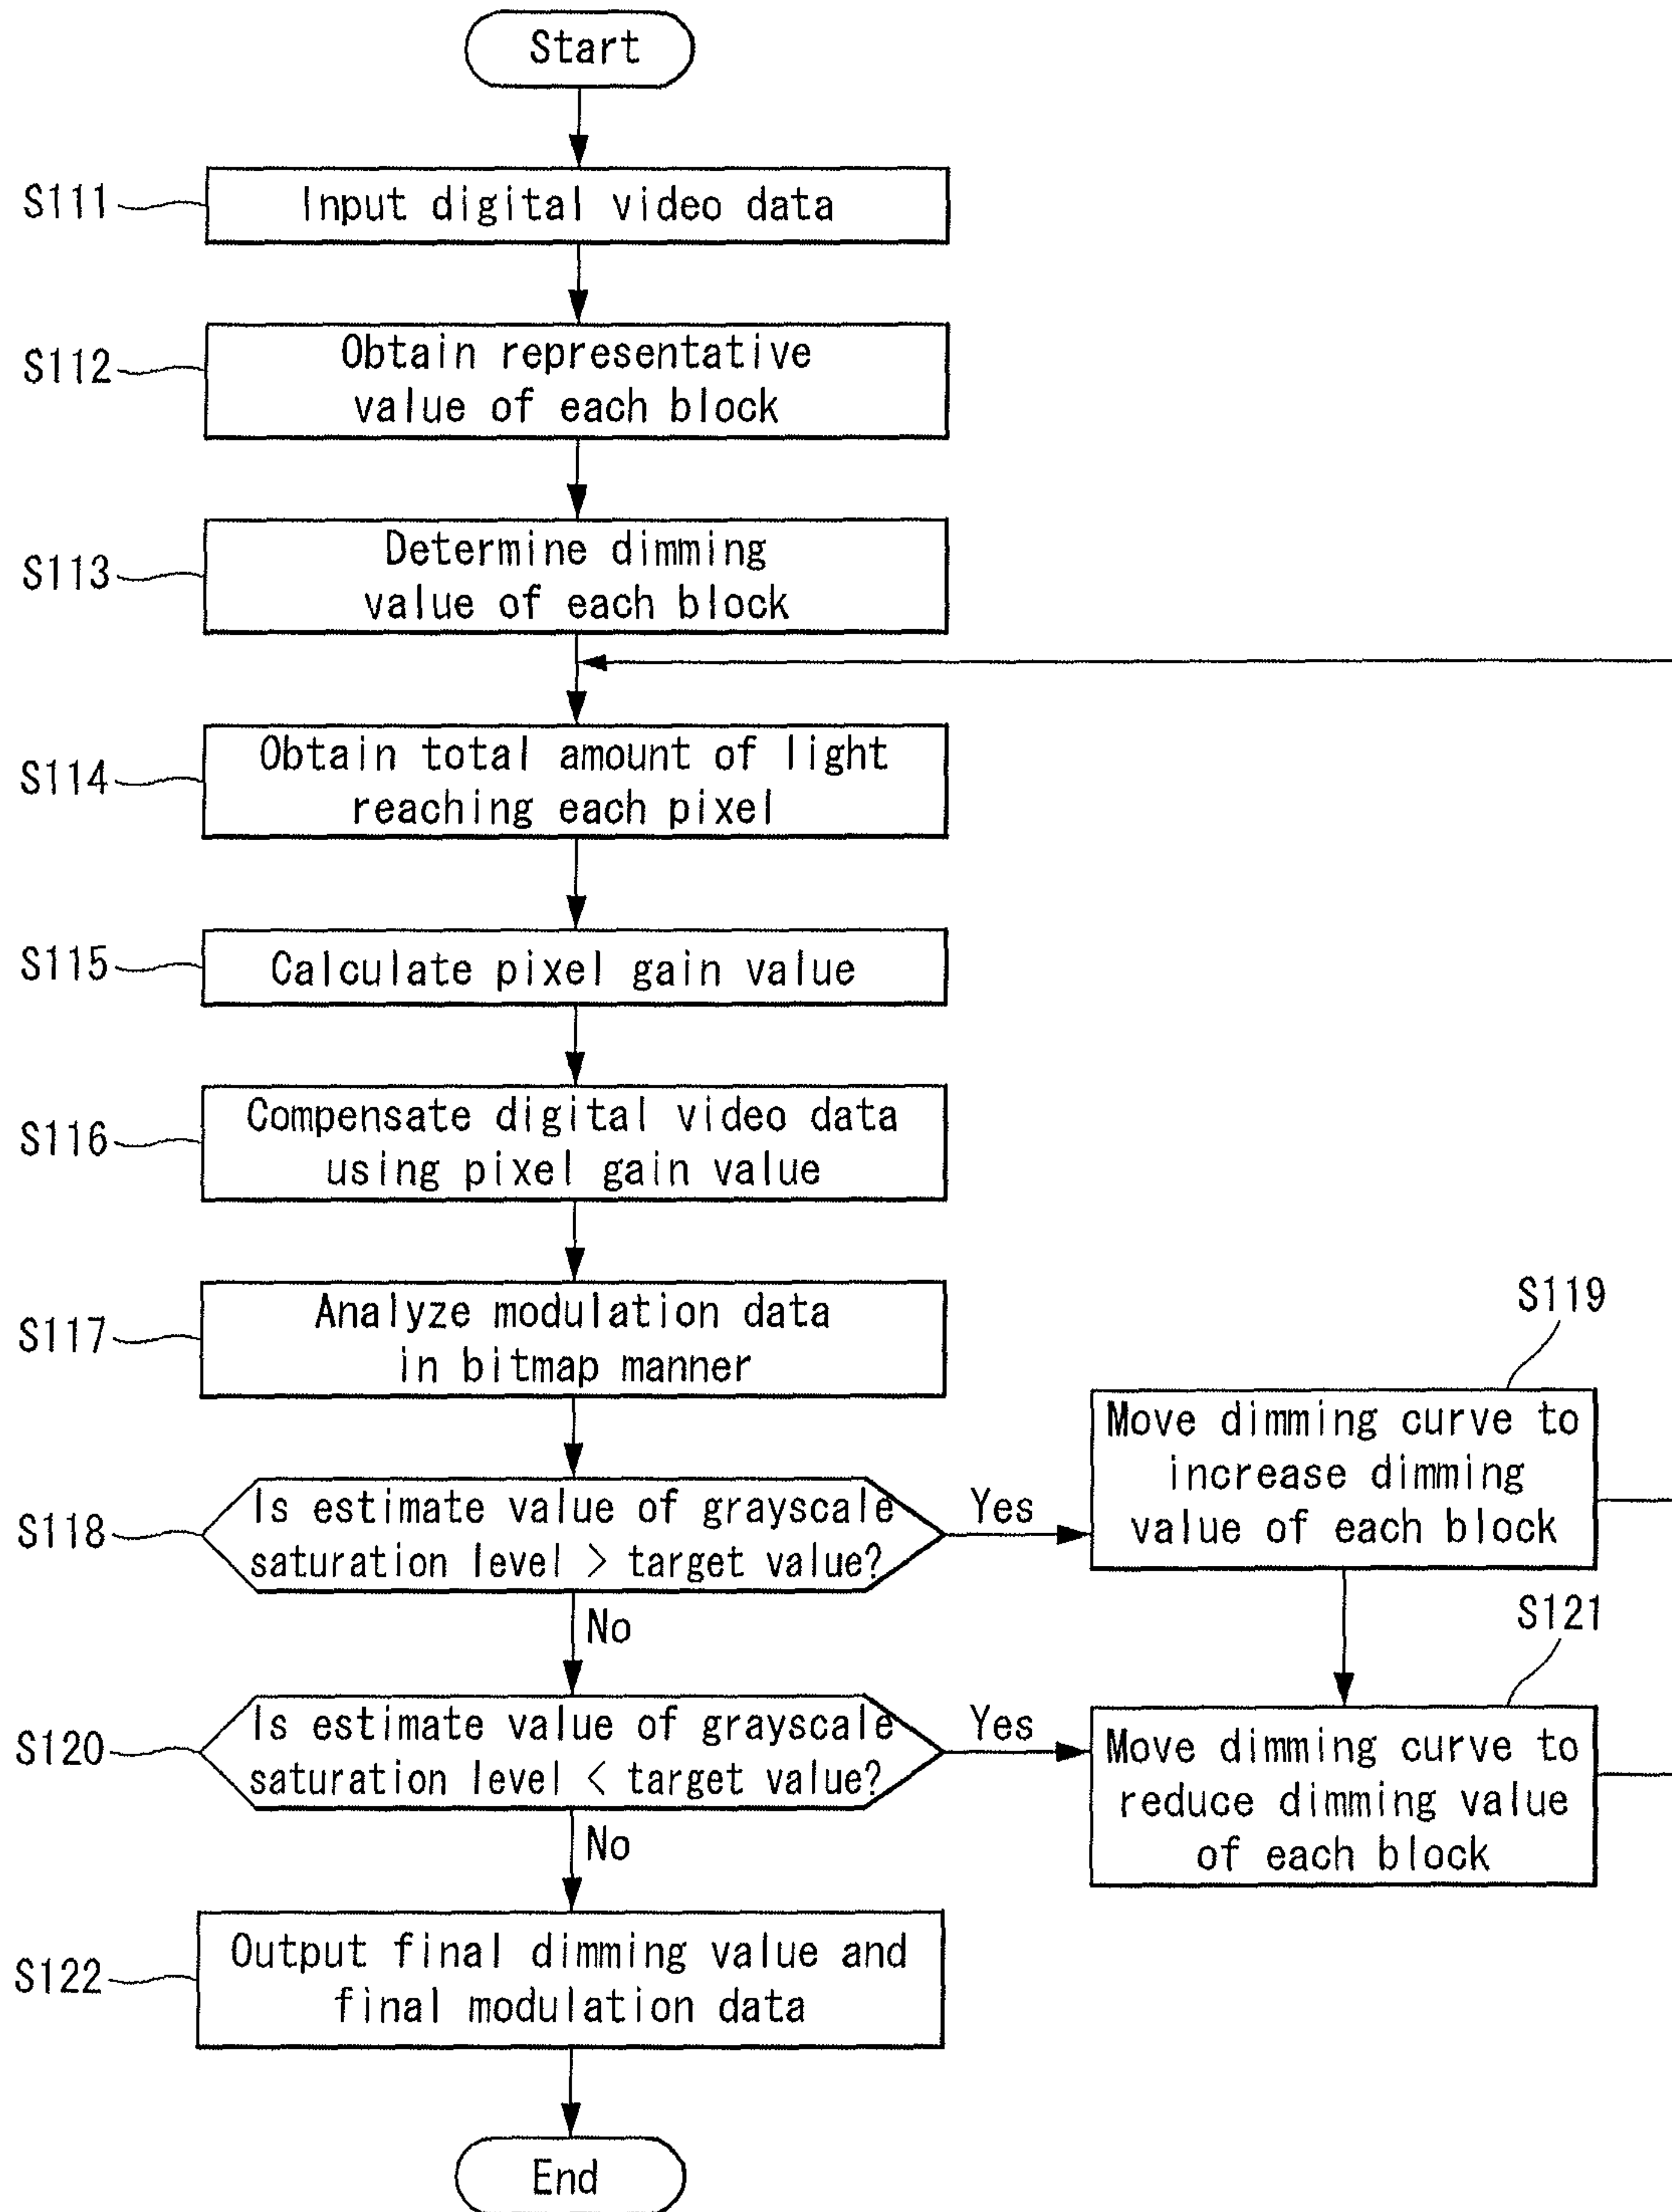 Start
S111
Input digital video data
S112
Obtain representative
value of each block
S113
Determine dimming
value of each block
S114
Obtain total amount of light
reaching each pixel
S115
Calculate pixel gain value
S116
Compensate digital video data
using pixel gain value
S117
Analyze modulation data
in bitmap manner
S118
Is estimate value of grayscale
saturation level > target value?
Yes
No
S119
Move dimming curve to
increase dimming
value of each block
S120
Is estimate value of grayscale
saturation level < target value?
Yes
No
S121
Move dimming curve to
reduce dimming value
of each block
S122
Output final dimming value and
final modulation data
End